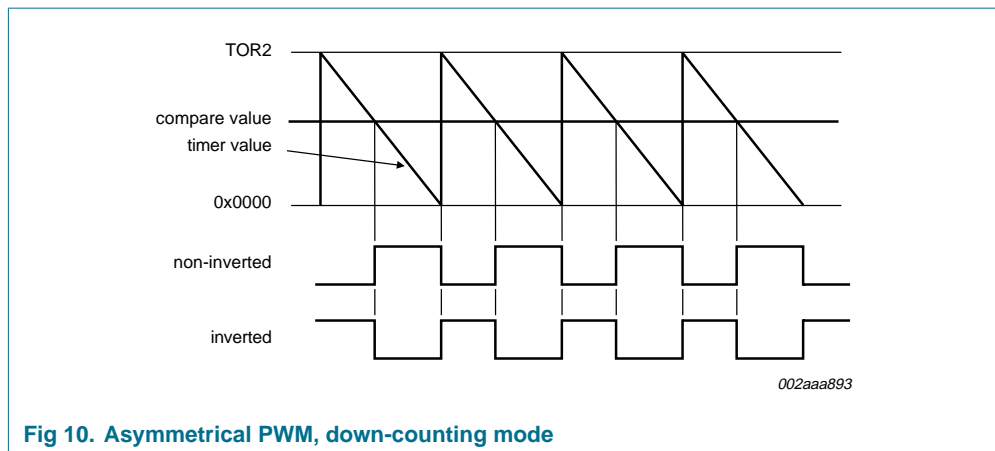 TOR2
compare value
timer value
0x0000
non-inverted
inverted
002aaa893
Fig 10. Asymmetrical PWM, down-counting mode